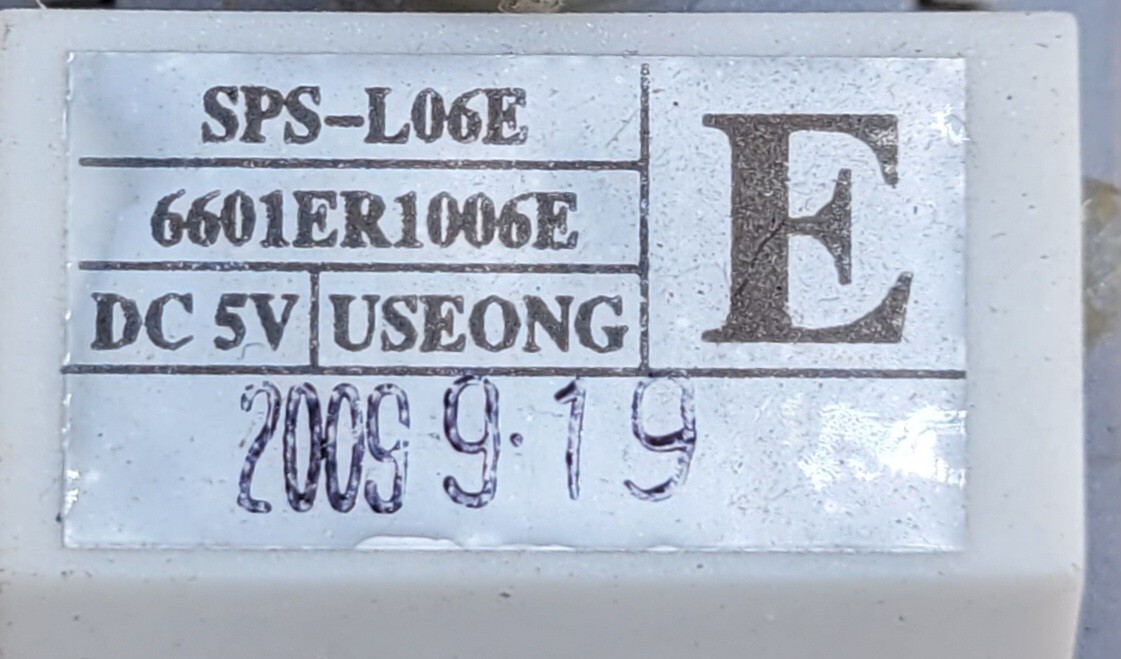 SPS-L06E
E
6601ER1006E
DC 5V USEONG
2009 9.19